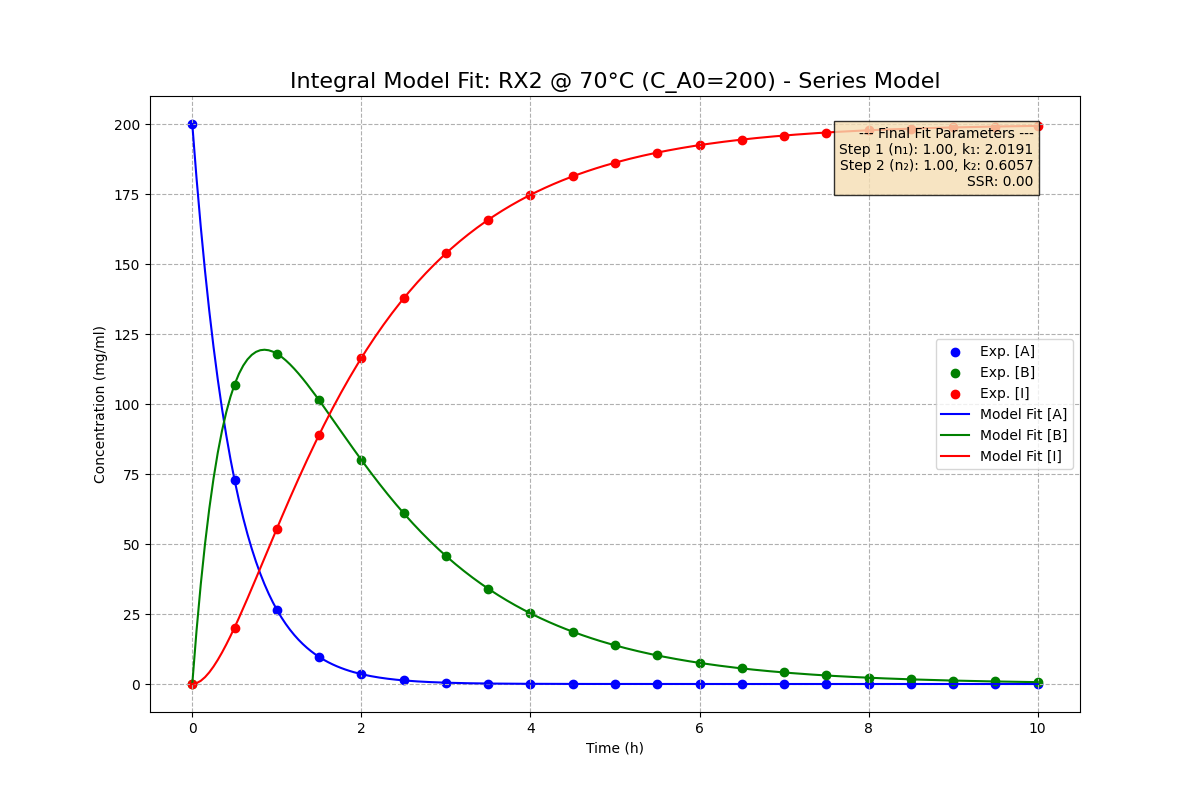 Integral Model Fit: RX2 @ 70°C (C_A0=200) - Series Model
--- Final Fit Parameters ---
Step 1 (n₁): 1.00, k₁: 2.0191
Step 2 (n₂): 1.00, k₂: 0.6057
SSR: 0.00
Exp. [A]
Exp. [B]
Exp. [I]
Model Fit [A]
Model Fit [B]
Model Fit [I]
Concentration (mg/ml)
200
175
150
125
100
75
50
25
0
0 2 4 6 8 10
Time (h)